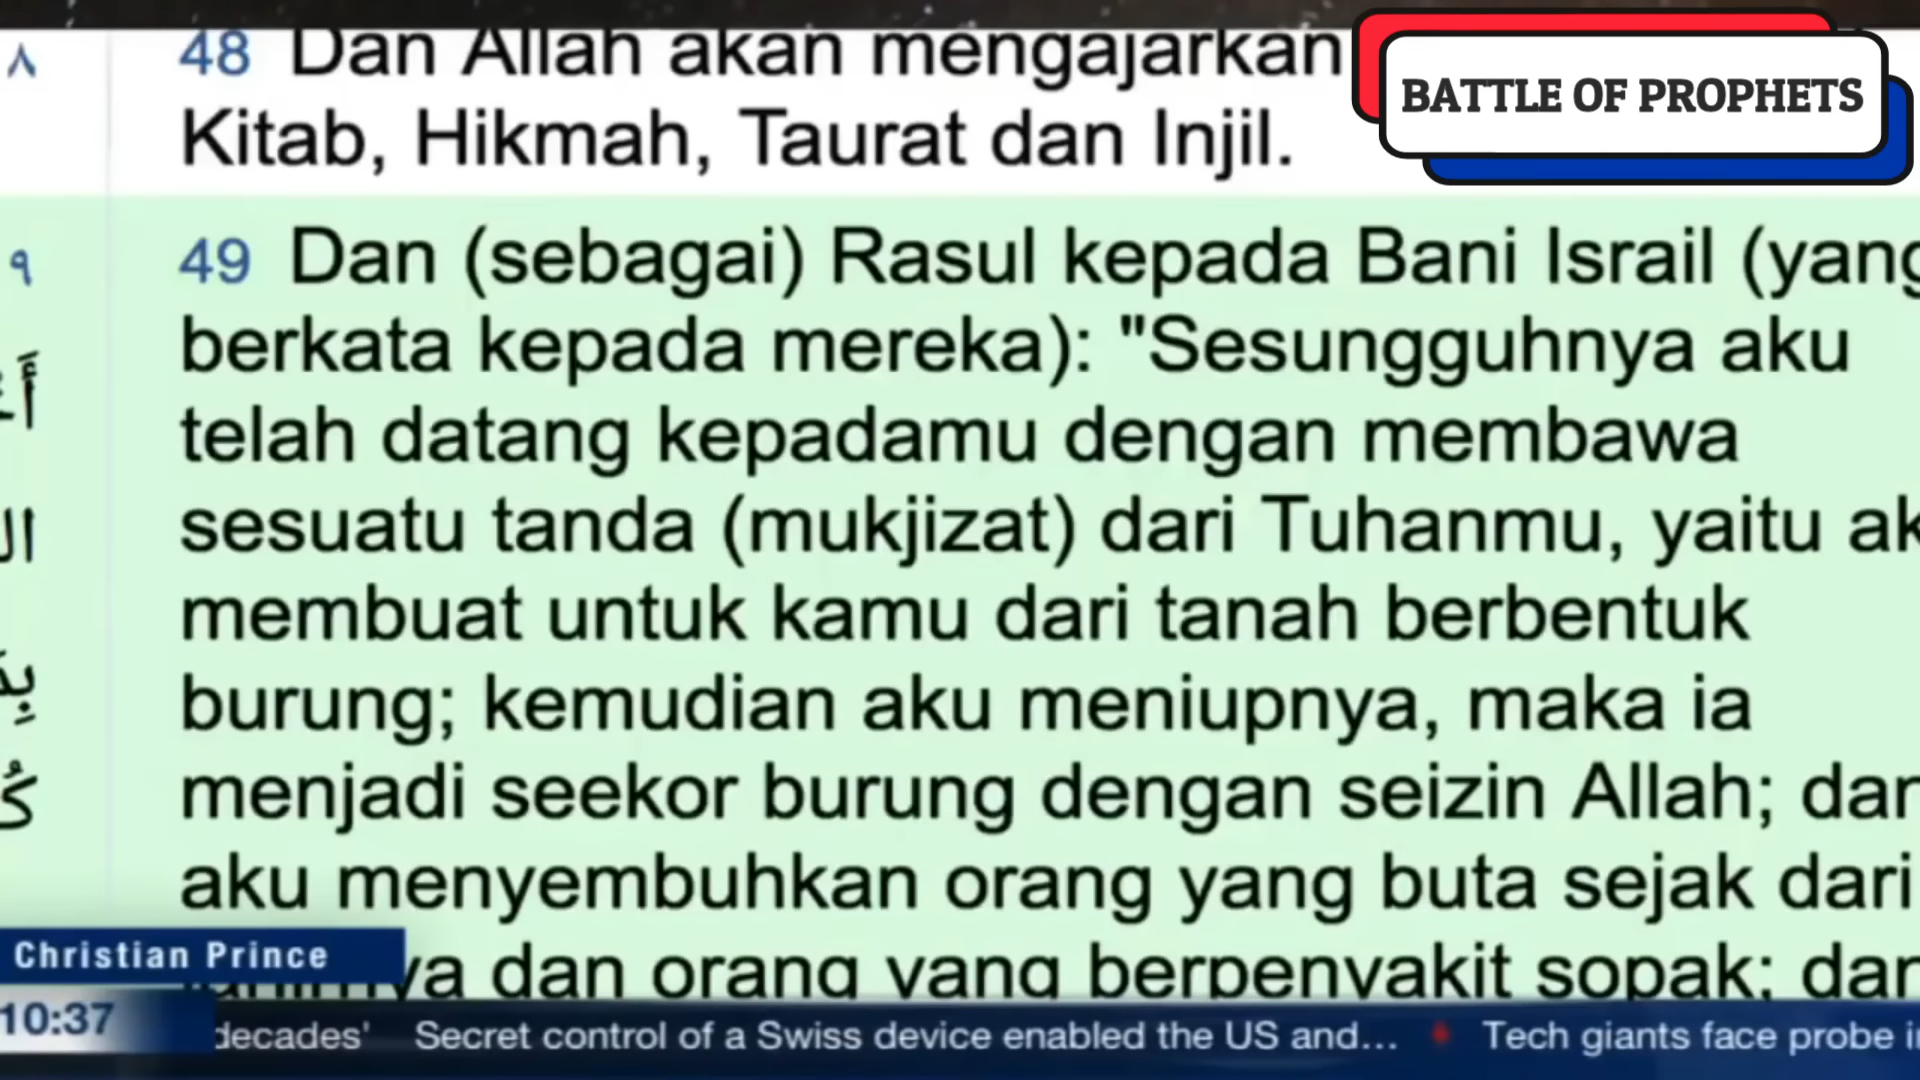 BATTLE OF PROPHETS
٨
48 Dan Allah akan mengajarkan
Kitab, Hikmah, Taurat dan Injil.
٩
49 Dan (sebagai) Rasul kepada Bani Israil (yang
berkata kepada mereka): "Sesungguhnya aku
telah datang kepadamu dengan membawa
sesuatu tanda (mukjizat) dari Tuhanmu, yaitu
membuat untuk kamu dari tanah berbentuk
burung; kemudian aku meniupnya, maka ia
menjadi seekor burung dengan seizin Allah; dan
aku menyembuhkan orang yang buta sejak dari
dan orang yang berpenyakit sopak; dan
Christian Prince
10:37
decades' Secret control of a Swiss device enabled the US and... Tech giants face probe